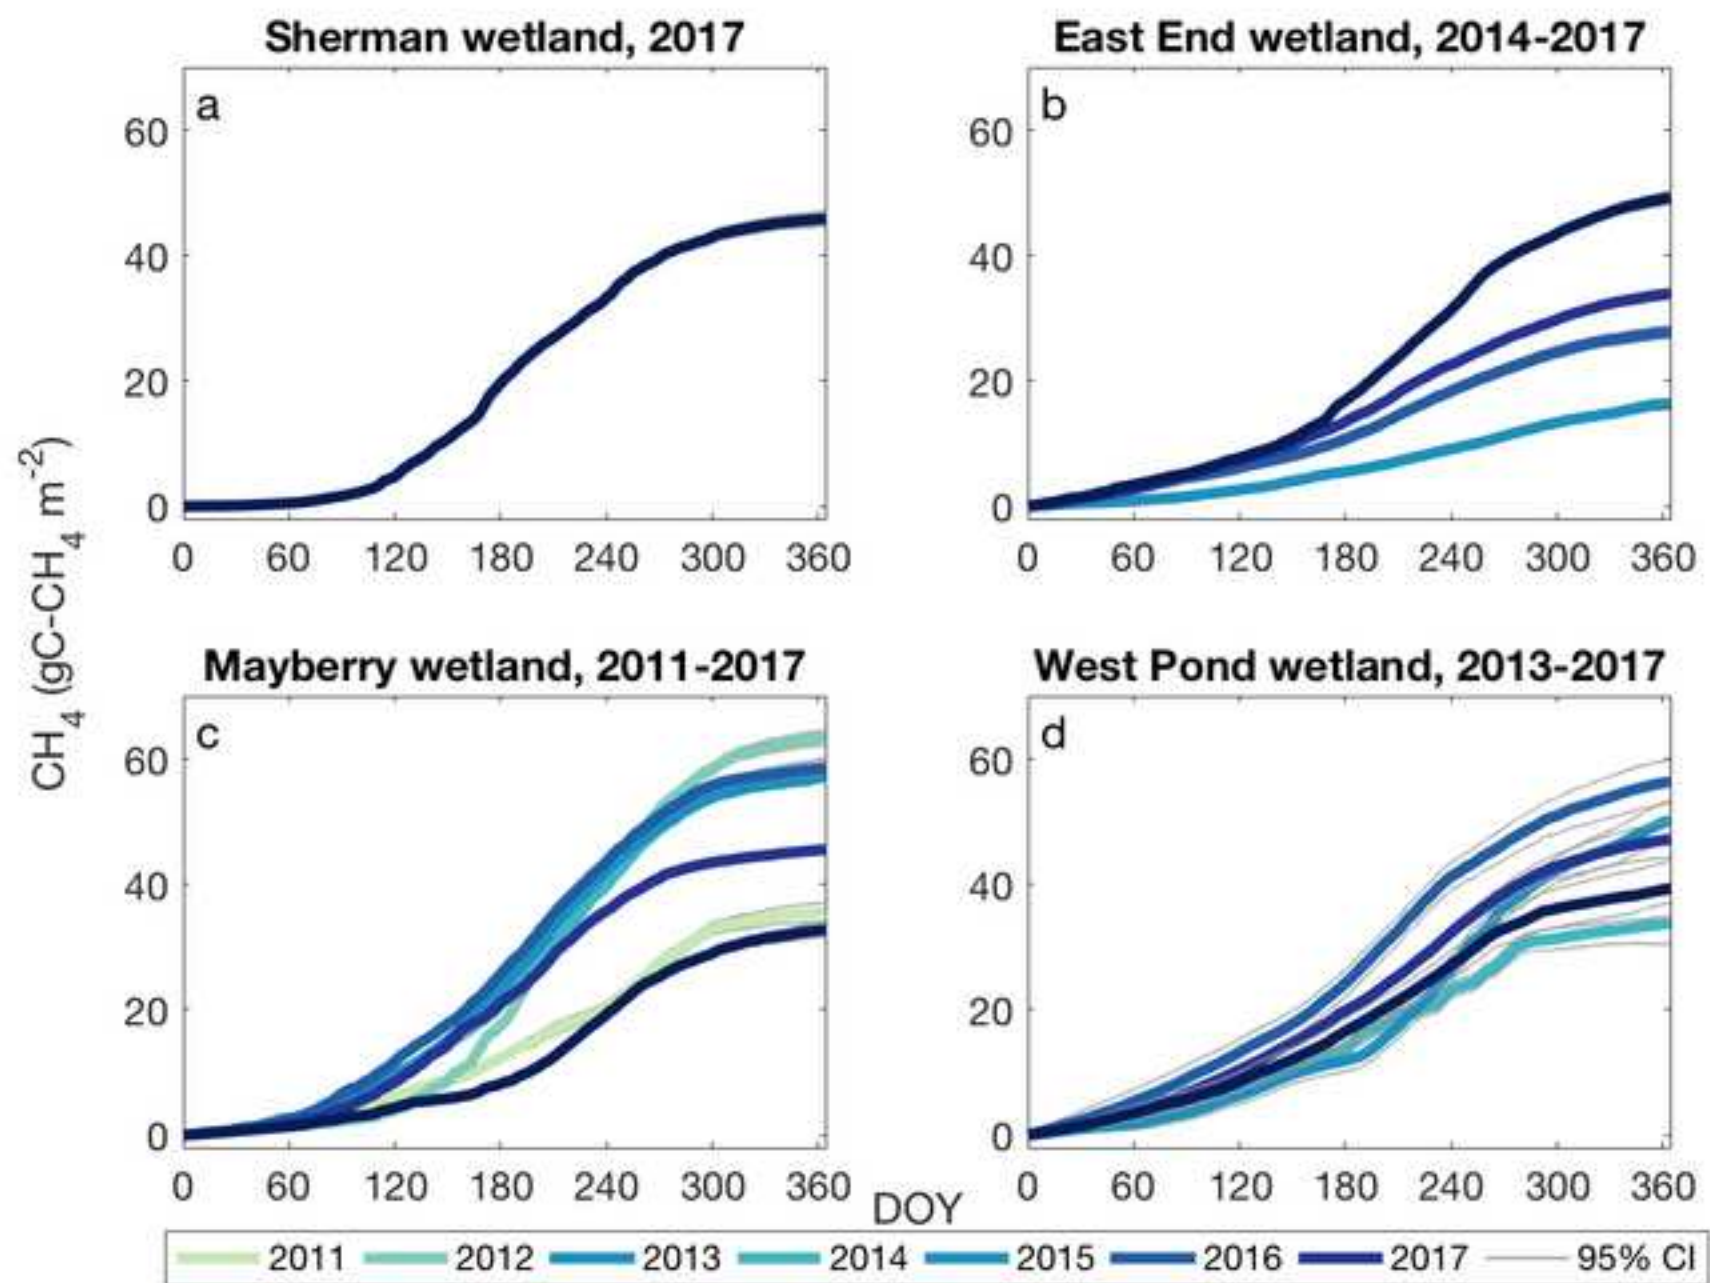 Sherman wetland, 2017
East End wetland, 2014-2017
a
60
40
20
0
0 60 120 180 240 300 360
b
60
40
20
0
0 60 120 180 240 300 360
CH4 (gC-CH4 m-2)
Mayberry wetland, 2011-2017
West Pond wetland, 2013-2017
c
60
40
20
0
0 60 120 180 240 300 360
d
60
40
20
0
0 60 120 180 240 300 360
DOY
2011 2012 2013 2014 2015 2016 2017 95% CI